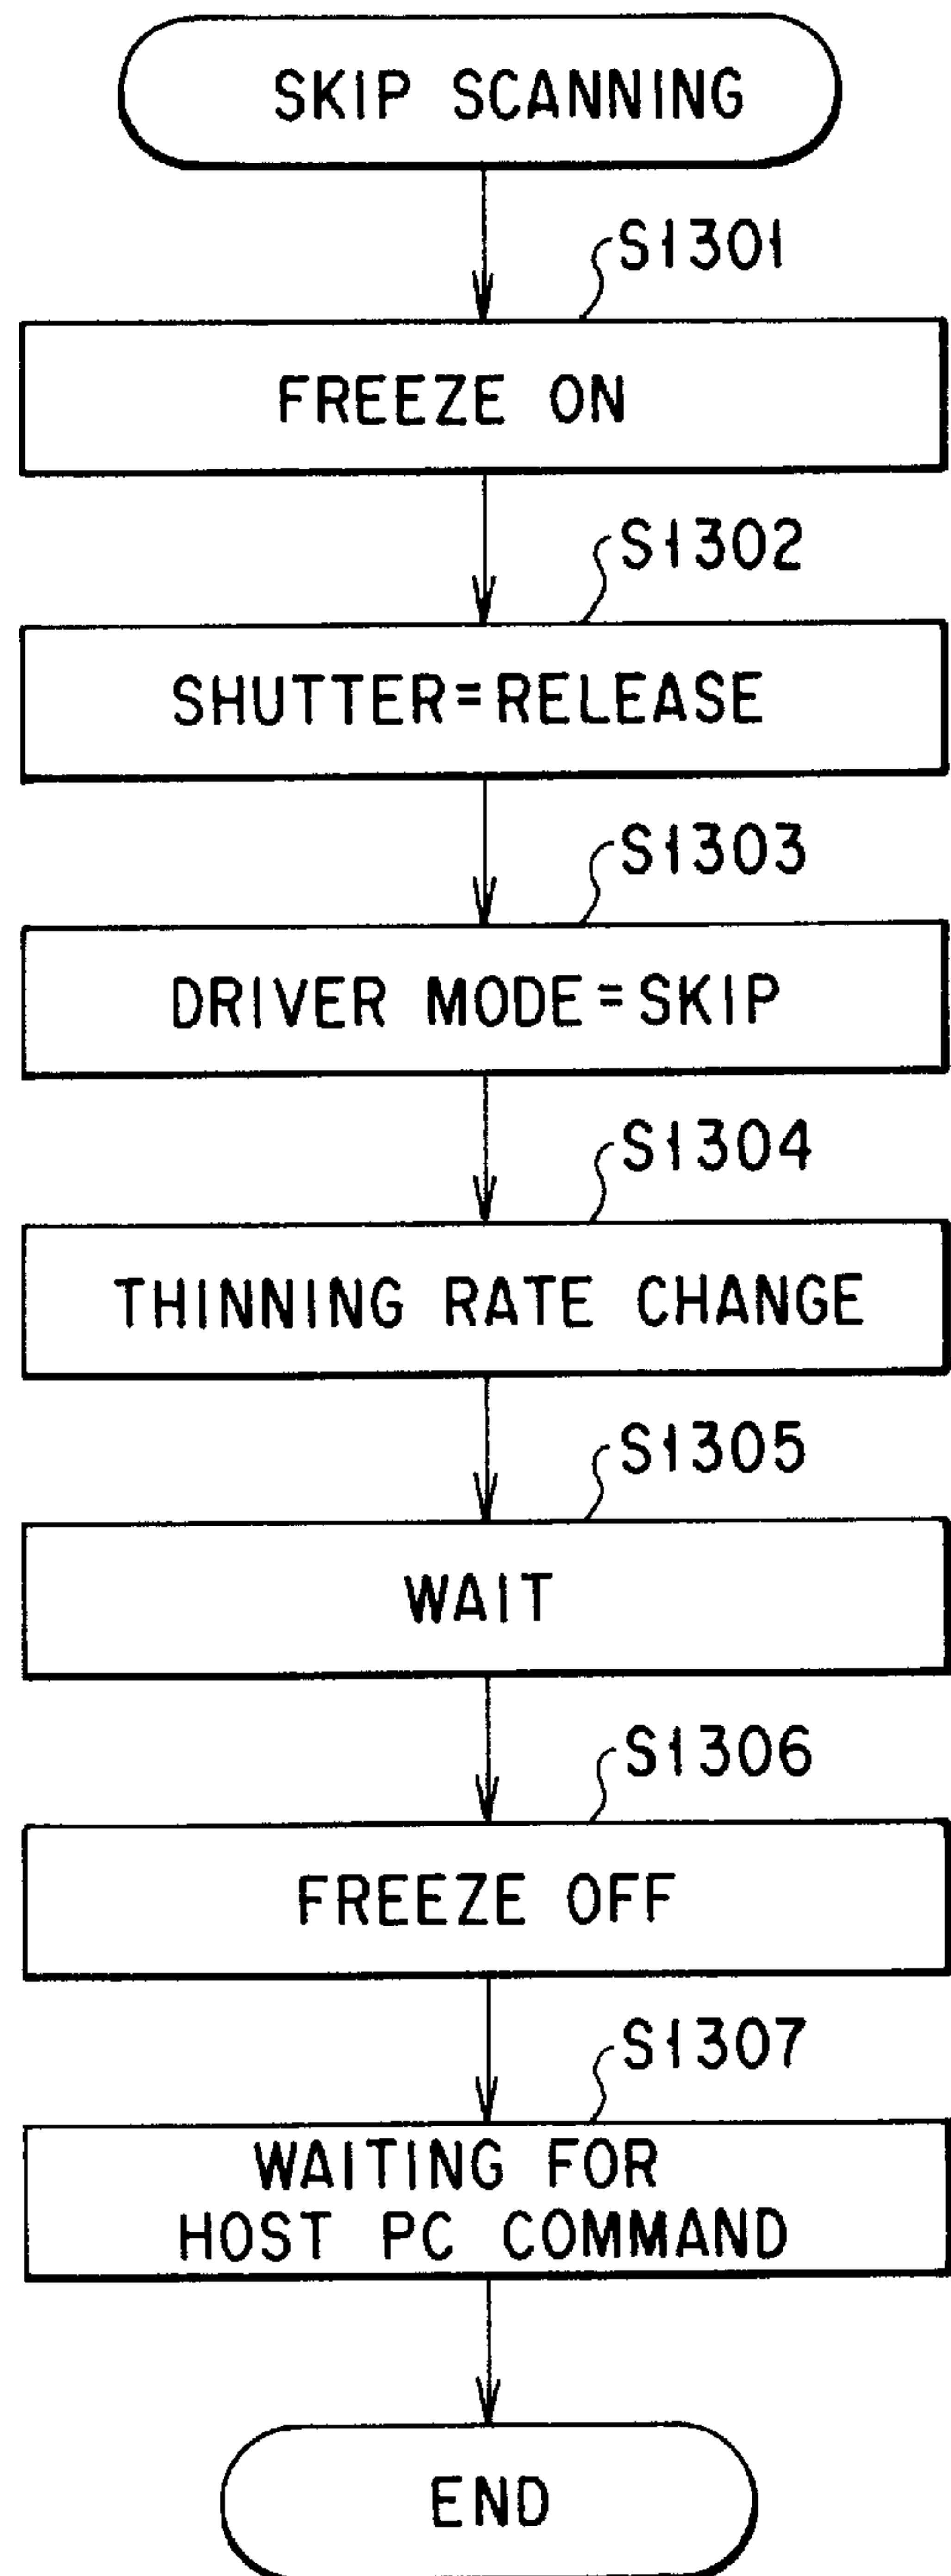 SKIP SCANNING
S1301
FREEZE ON
S1302
SHUTTER=RELEASE
S1303
DRIVER MODE=SKIP
S1304
THINNING RATE CHANGE
S1305
WAIT
S1306
FREEZE OFF
S1307
WAITING FOR
HOST PC COMMAND
END